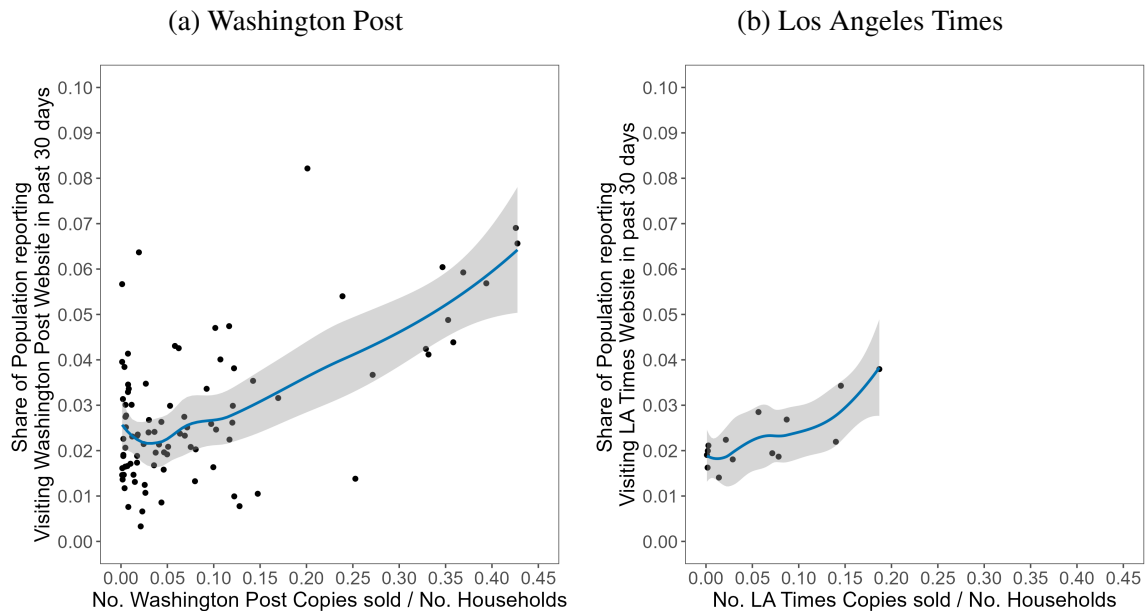 (a) Washington Post
Share of Population reporting
Visiting Washington Post Website in past 30 days
0.10
0.09
0.08
0.07
0.06
0.05
0.04
0.03
0.02
0.01
0.00
0.00 0.05 0.10 0.15 0.20 0.25 0.30 0.35 0.40 0.45
No. Washington Post Copies sold / No. Households
(b) Los Angeles Times
Share of Population reporting
Visiting LA Times Website in past 30 days
0.10
0.09
0.08
0.07
0.06
0.05
0.04
0.03
0.02
0.01
0.00
0.00 0.05 0.10 0.15 0.20 0.25 0.30 0.35 0.40 0.45
No. LA Times Copies sold / No. Households